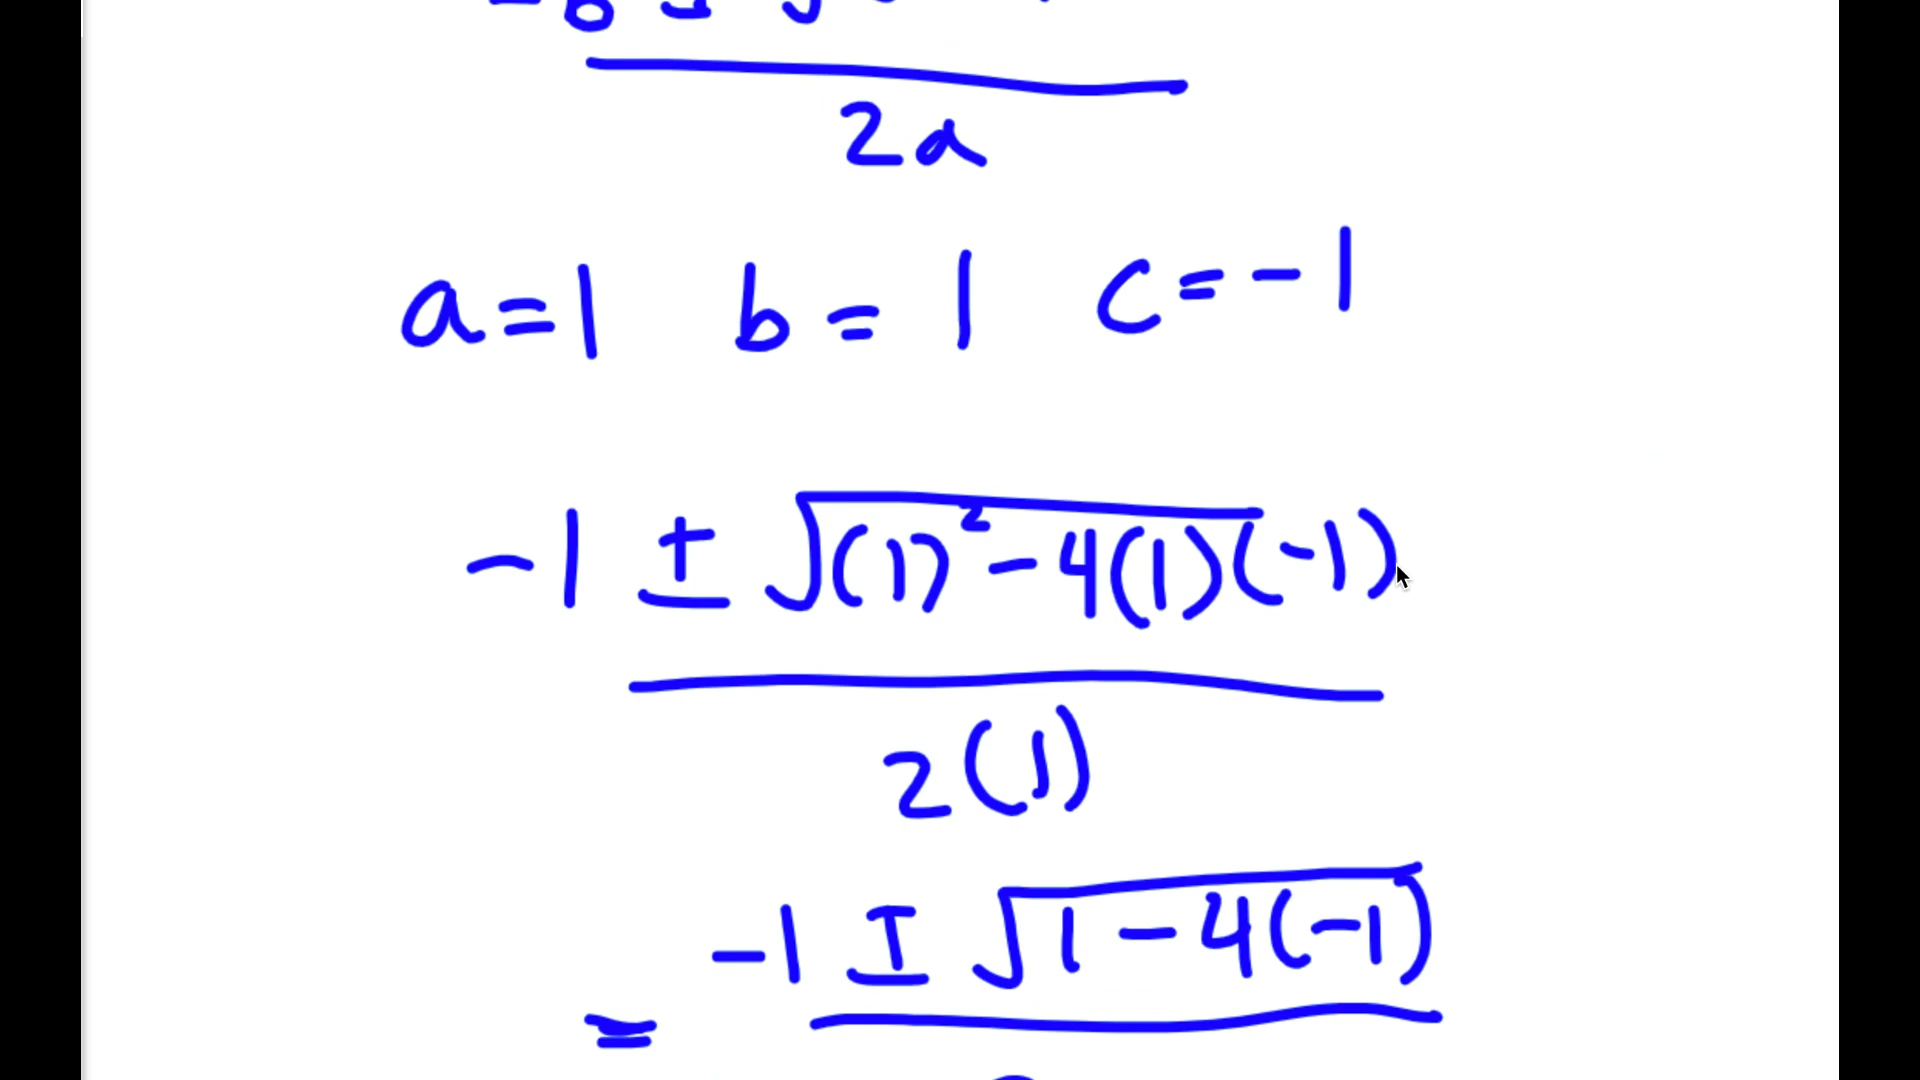 2a
a=1 b=1 c=-1
-1 ± √(1)²-4(1)(-1)
2(1)
-1 ± √1-4(-1)
=